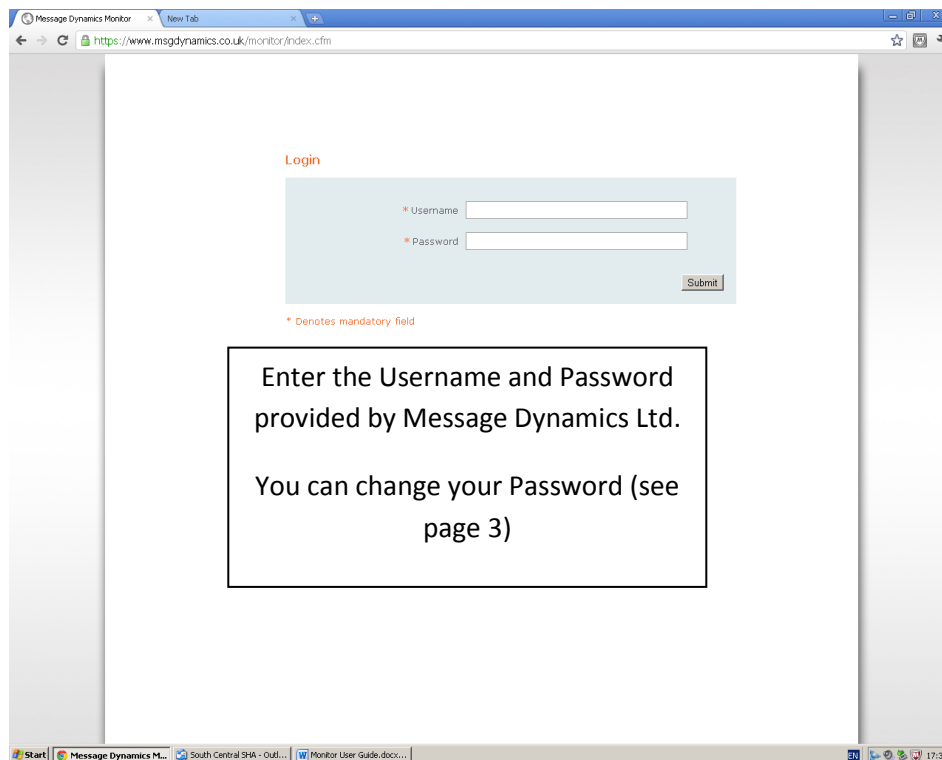 Message Dynamics Monitor
New Tab
https://www.msgdynamics.co.uk/monitor/index.cfm
Login
* Username
* Password
Submit
* Denotes mandatory field
Enter the Username and Password
provided by Message Dynamics Ltd.
You can change your Password (see
page 3)
Start
Message Dynamics M...
South Central SHA - Outl...
Monitor User Guide.docx...
EN